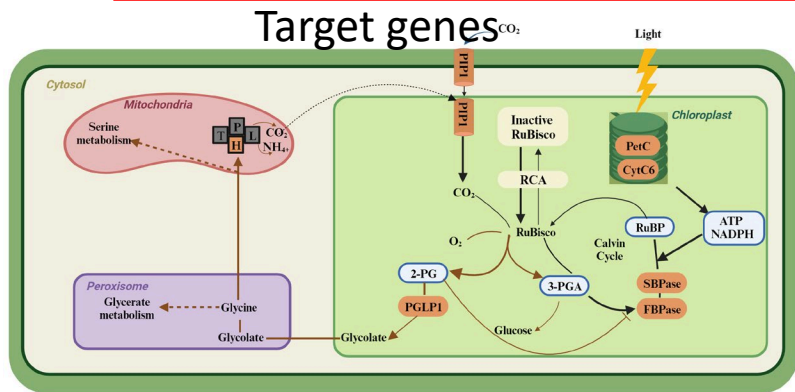 Target genes
CO2
Light
PIP1
Cytosol
Mitochondria
Serine
metabolism
T
P
L
H
CO2
NH4+
PIP1
Inactive
RuBisco
Chloroplast
PetC
CytC6
RCA
CO2
O2
RuBisco
RuBP
ATP
NADPH
Calvin
Cycle
2-PG
PGLP1
3-PGA
SBPase
FBPase
Peroxisome
Glycerate
metabolism
Glycine
Glycolate
Glycolate
Glucose